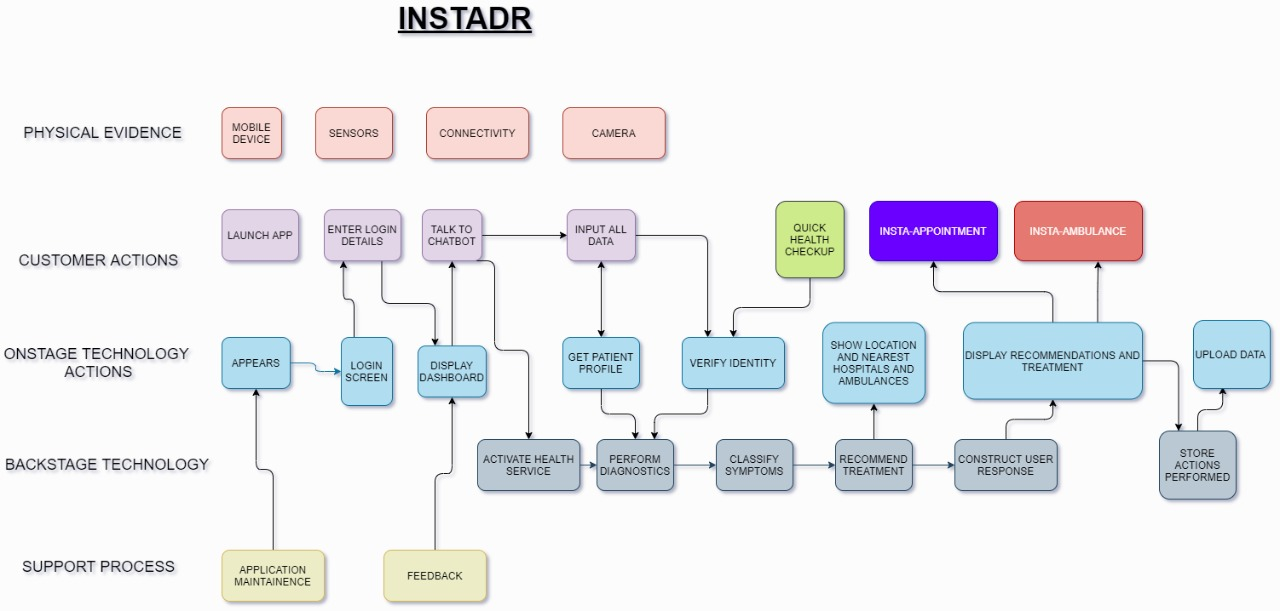 INSTADR
PHYSICAL EVIDENCE
MOBILE
DEVICE
SENSORS
CONNECTIVITY
CAMERA
CUSTOMER ACTIONS
LAUNCH APP
ENTER LOGIN
DETAILS
TALK TO
CHATBOT
INPUT ALL
DATA
QUICK
HEALTH
CHECKUP
INSTA-APPOINTMENT
INSTA-AMBULANCE
ONSTAGE TECHNOLOGY
ACTIONS
APPEARS
LOGIN
SCREEN
DISPLAY
DASHBOARD
GET PATIENT
PROFILE
VERIFY IDENTITY
SHOW LOCATION
AND NEAREST
HOSPITALS AND
AMBULANCES
DISPLAY RECOMMENDATIONS AND
TREATMENT
UPLOAD DATA
BACKSTAGE TECHNOLOGY
ACTIVATE HEALTH
SERVICE
PERFORM
DIAGNOSTICS
CLASSIFY
SYMPTOMS
RECOMMEND
TREATMENT
CONSTRUCT USER
RESPONSE
STORE
ACTIONS
PERFORMED
SUPPORT PROCESS
APPLICATION
MAINTAINENCE
FEEDBACK